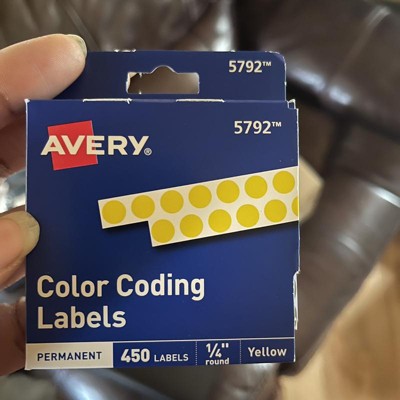 5792™
5792™
AVERY®
Color Coding
Labels
PERMANENT
450 LABELS
1/4" round
Yellow